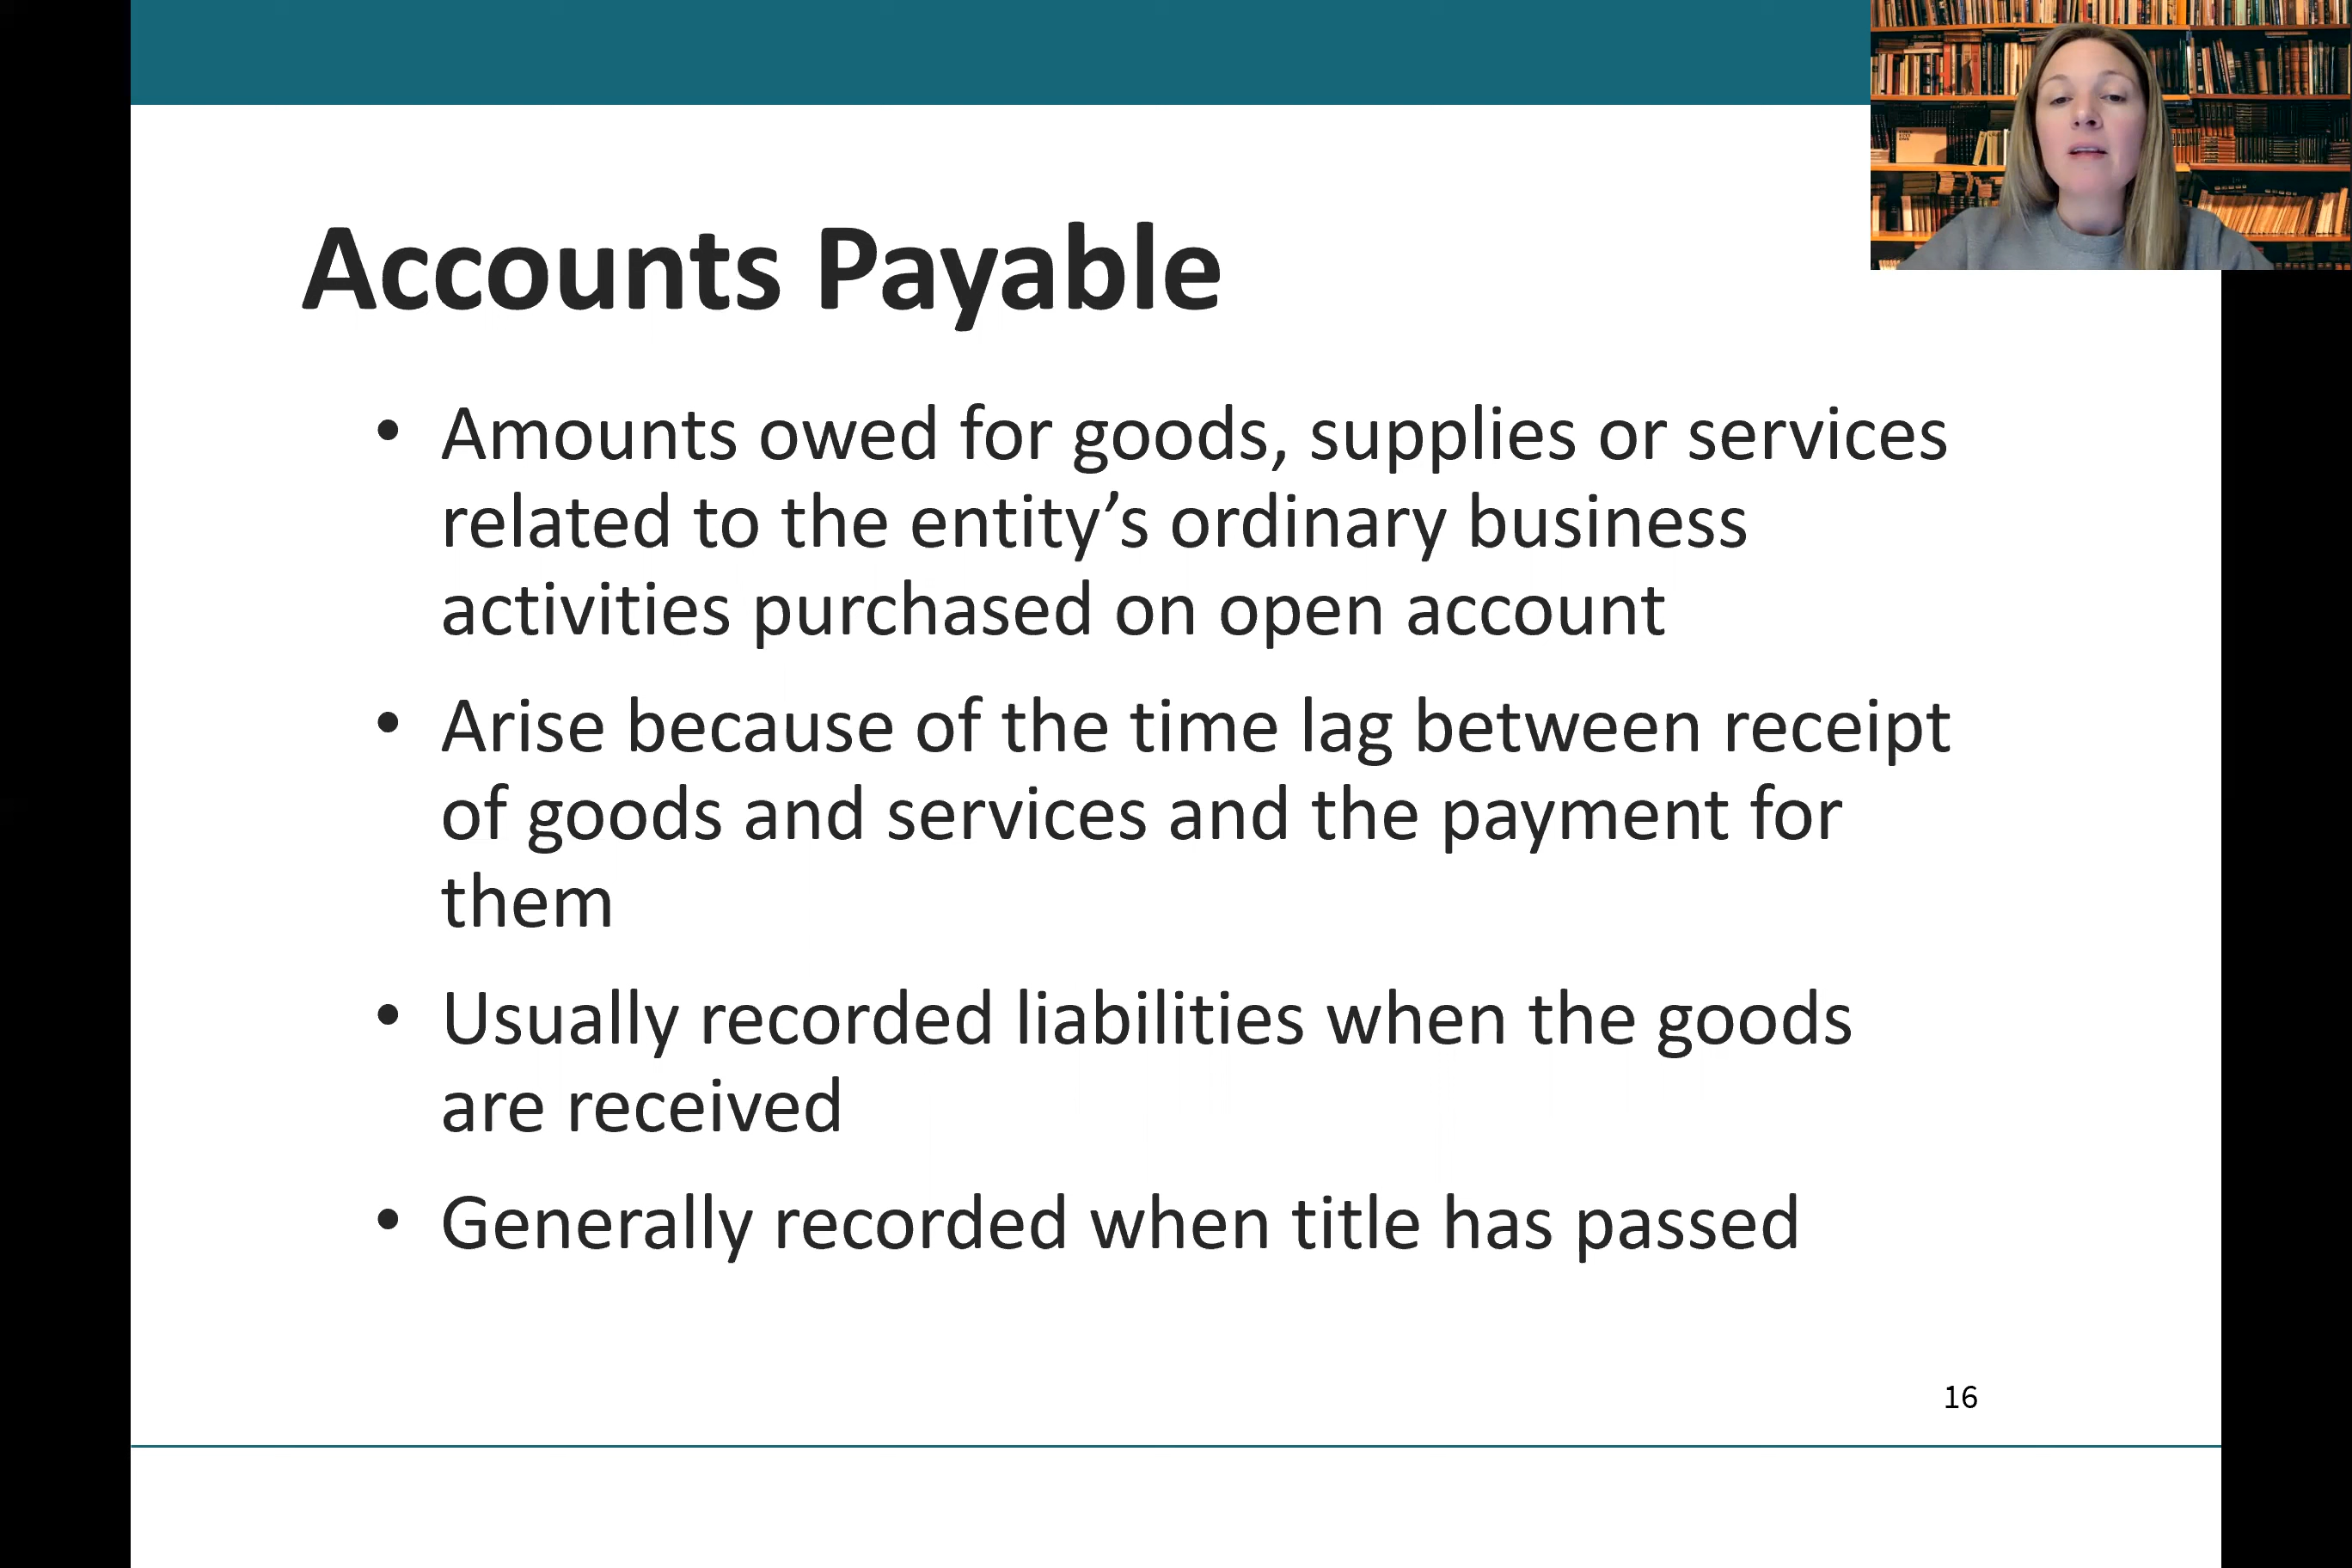 Accounts Payable
• Amounts owed for goods, supplies or services
related to the entity’s ordinary business
activities purchased on open account
• Arise because of the time lag between receipt
of goods and services and the payment for
them
• Usually recorded liabilities when the goods
are received
• Generally recorded when title has passed
16